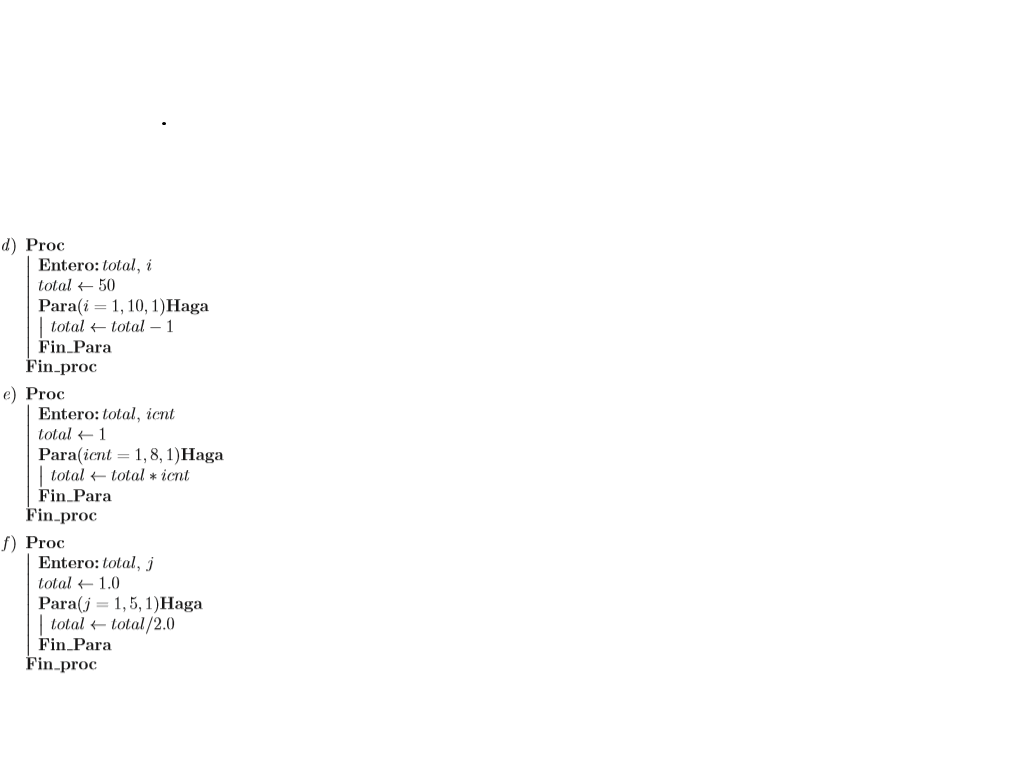 d) Proc
Entero: total, i
total ← 50
Para(i = 1, 10, 1)Haga
total ← total − 1
Fin_Para
Fin_proc
e) Proc
Entero: total, icnt
total ← 1
Para(icnt = 1, 8, 1)Haga
total ← total ∗ icnt
Fin_Para
Fin_proc
f) Proc
Entero: total, j
total ← 1.0
Para(j = 1, 5, 1)Haga
total ← total/2.0
Fin_Para
Fin_proc